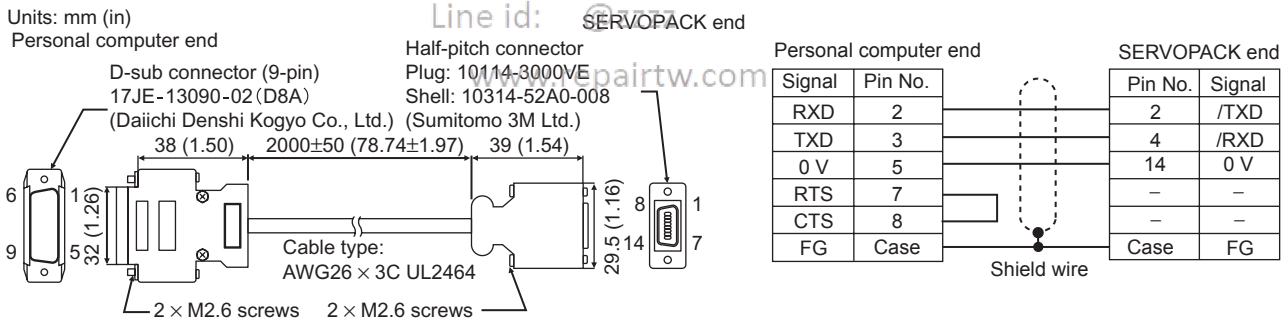 Units: mm (in)
Personal computer end
D-sub connector (9-pin)
17JE-13090-02(D8A)
(Daiichi Denshi Kogyo Co., Ltd.)
Line id: @zzzz
SERVOPACK end
Half-pitch connector
Plug: 10114-3000VE
www.repairtw.com
Shell: 10314-52A0-008
(Sumitomo 3M Ltd.)
38 (1.50)
2000±50 (78.74±1.97)
39 (1.54)
6
1
9
5
32 (1.26)
Cable type:
AWG26 × 3C UL2464
29.5 (1.16)
8
1
14
7
2 × M2.6 screws
2 × M2.6 screws
Personal computer end
SERVOPACK end
Signal Pin No.
Pin No. Signal
RXD 2
2 /TXD
TXD 3
4 /RXD
0 V 5
14 0 V
RTS 7
– –
CTS 8
– –
FG Case
Case FG
Shield wire